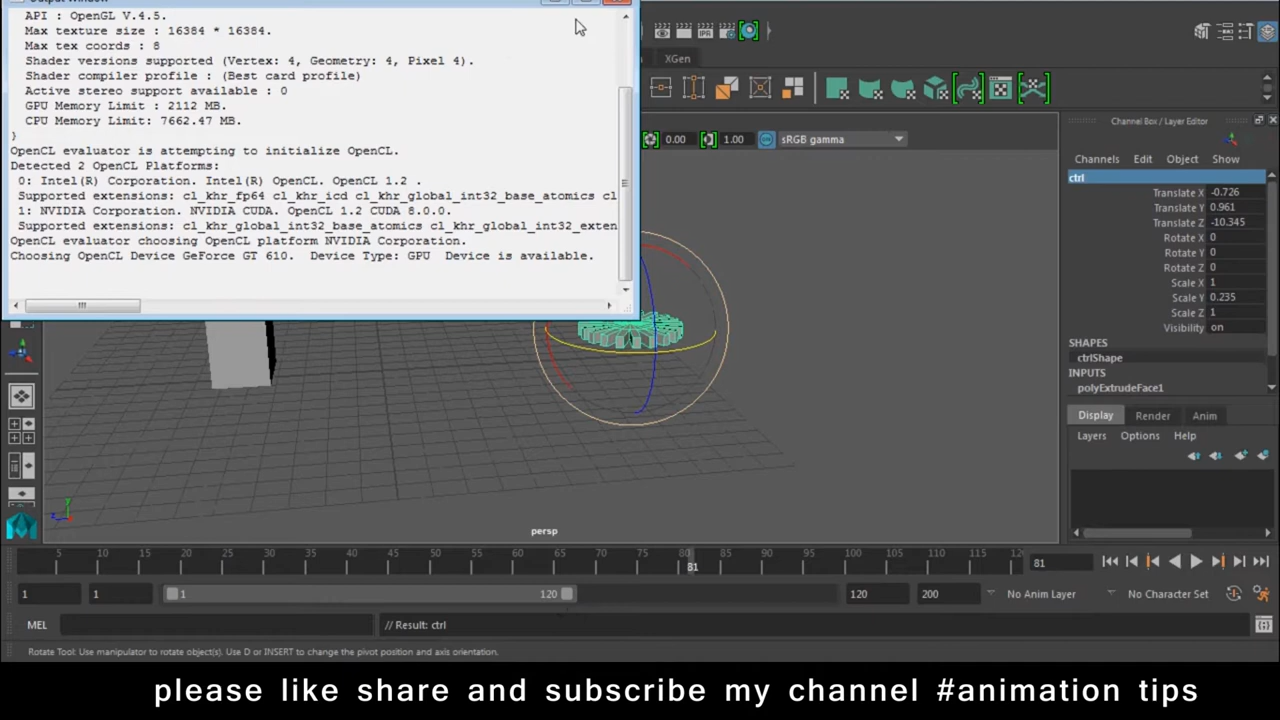 API : OpenGL V.4.5.
Max texture size : 16384 * 16384.
Max tex coords : 8
Shader versions supported (Vertex: 4, Geometry: 4, Pixel 4).
Shader compiler profile : (Best card profile)
Active stereo support available : 0
GPU Memory Limit : 2112 MB.
CPU Memory Limit: 7662.47 MB.
}
OpenCL evaluator is attempting to initialize OpenCL.
Detected 2 OpenCL Platforms:
0: Intel(R) Corporation. Intel(R) OpenCL. OpenCL 1.2 .
Supported extensions: cl_khr_fp64 cl_khr_icd cl_khr_global_int32_base_atomics cl
1: NVIDIA Corporation. NVIDIA CUDA. OpenCL 1.2 CUDA 8.0.0.
Supported extensions: cl_khr_global_int32_base_atomics cl_khr_global_int32_exten
OpenCL evaluator choosing OpenCL platform NVIDIA Corporation.
Choosing OpenCL Device GeForce GT 610. Device Type: GPU Device is available.
IPR
XGen
0.00 1.00 sRGB gamma
Channel Box / Layer Editor
Channels Edit Object Show
ctrl
Translate X -0.726
Translate Y 0.961
Translate Z -10.345
Rotate X 0
Rotate Y 0
Rotate Z 0
Scale X 1
Scale Y 0.235
Scale Z 1
Visibility on
SHAPES
ctrlShape
INPUTS
polyExtrudeFace1
Display Render Anim
Layers Options Help
persp
5 10 15 20 25 30 35 40 45 50 55 60 65 70 75 81 85 90 95 100 105 110 115 81
1 1 1 120 120 200 No Anim Layer No Character Set
MEL // Result: ctrl
Rotate Tool: Use manipulator to rotate object(s). Use D or INSERT to change the pivot position and axis orientation.
please like share and subscribe my channel #animation tips